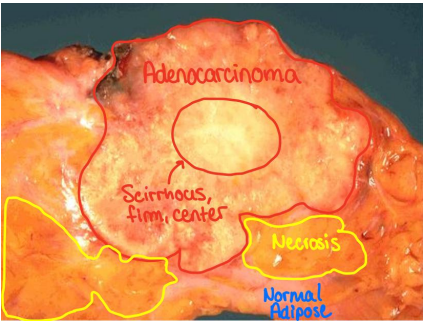 Adenocarcinoma
Scirrhous,
firm, center
Necrosis
Normal
Adipose